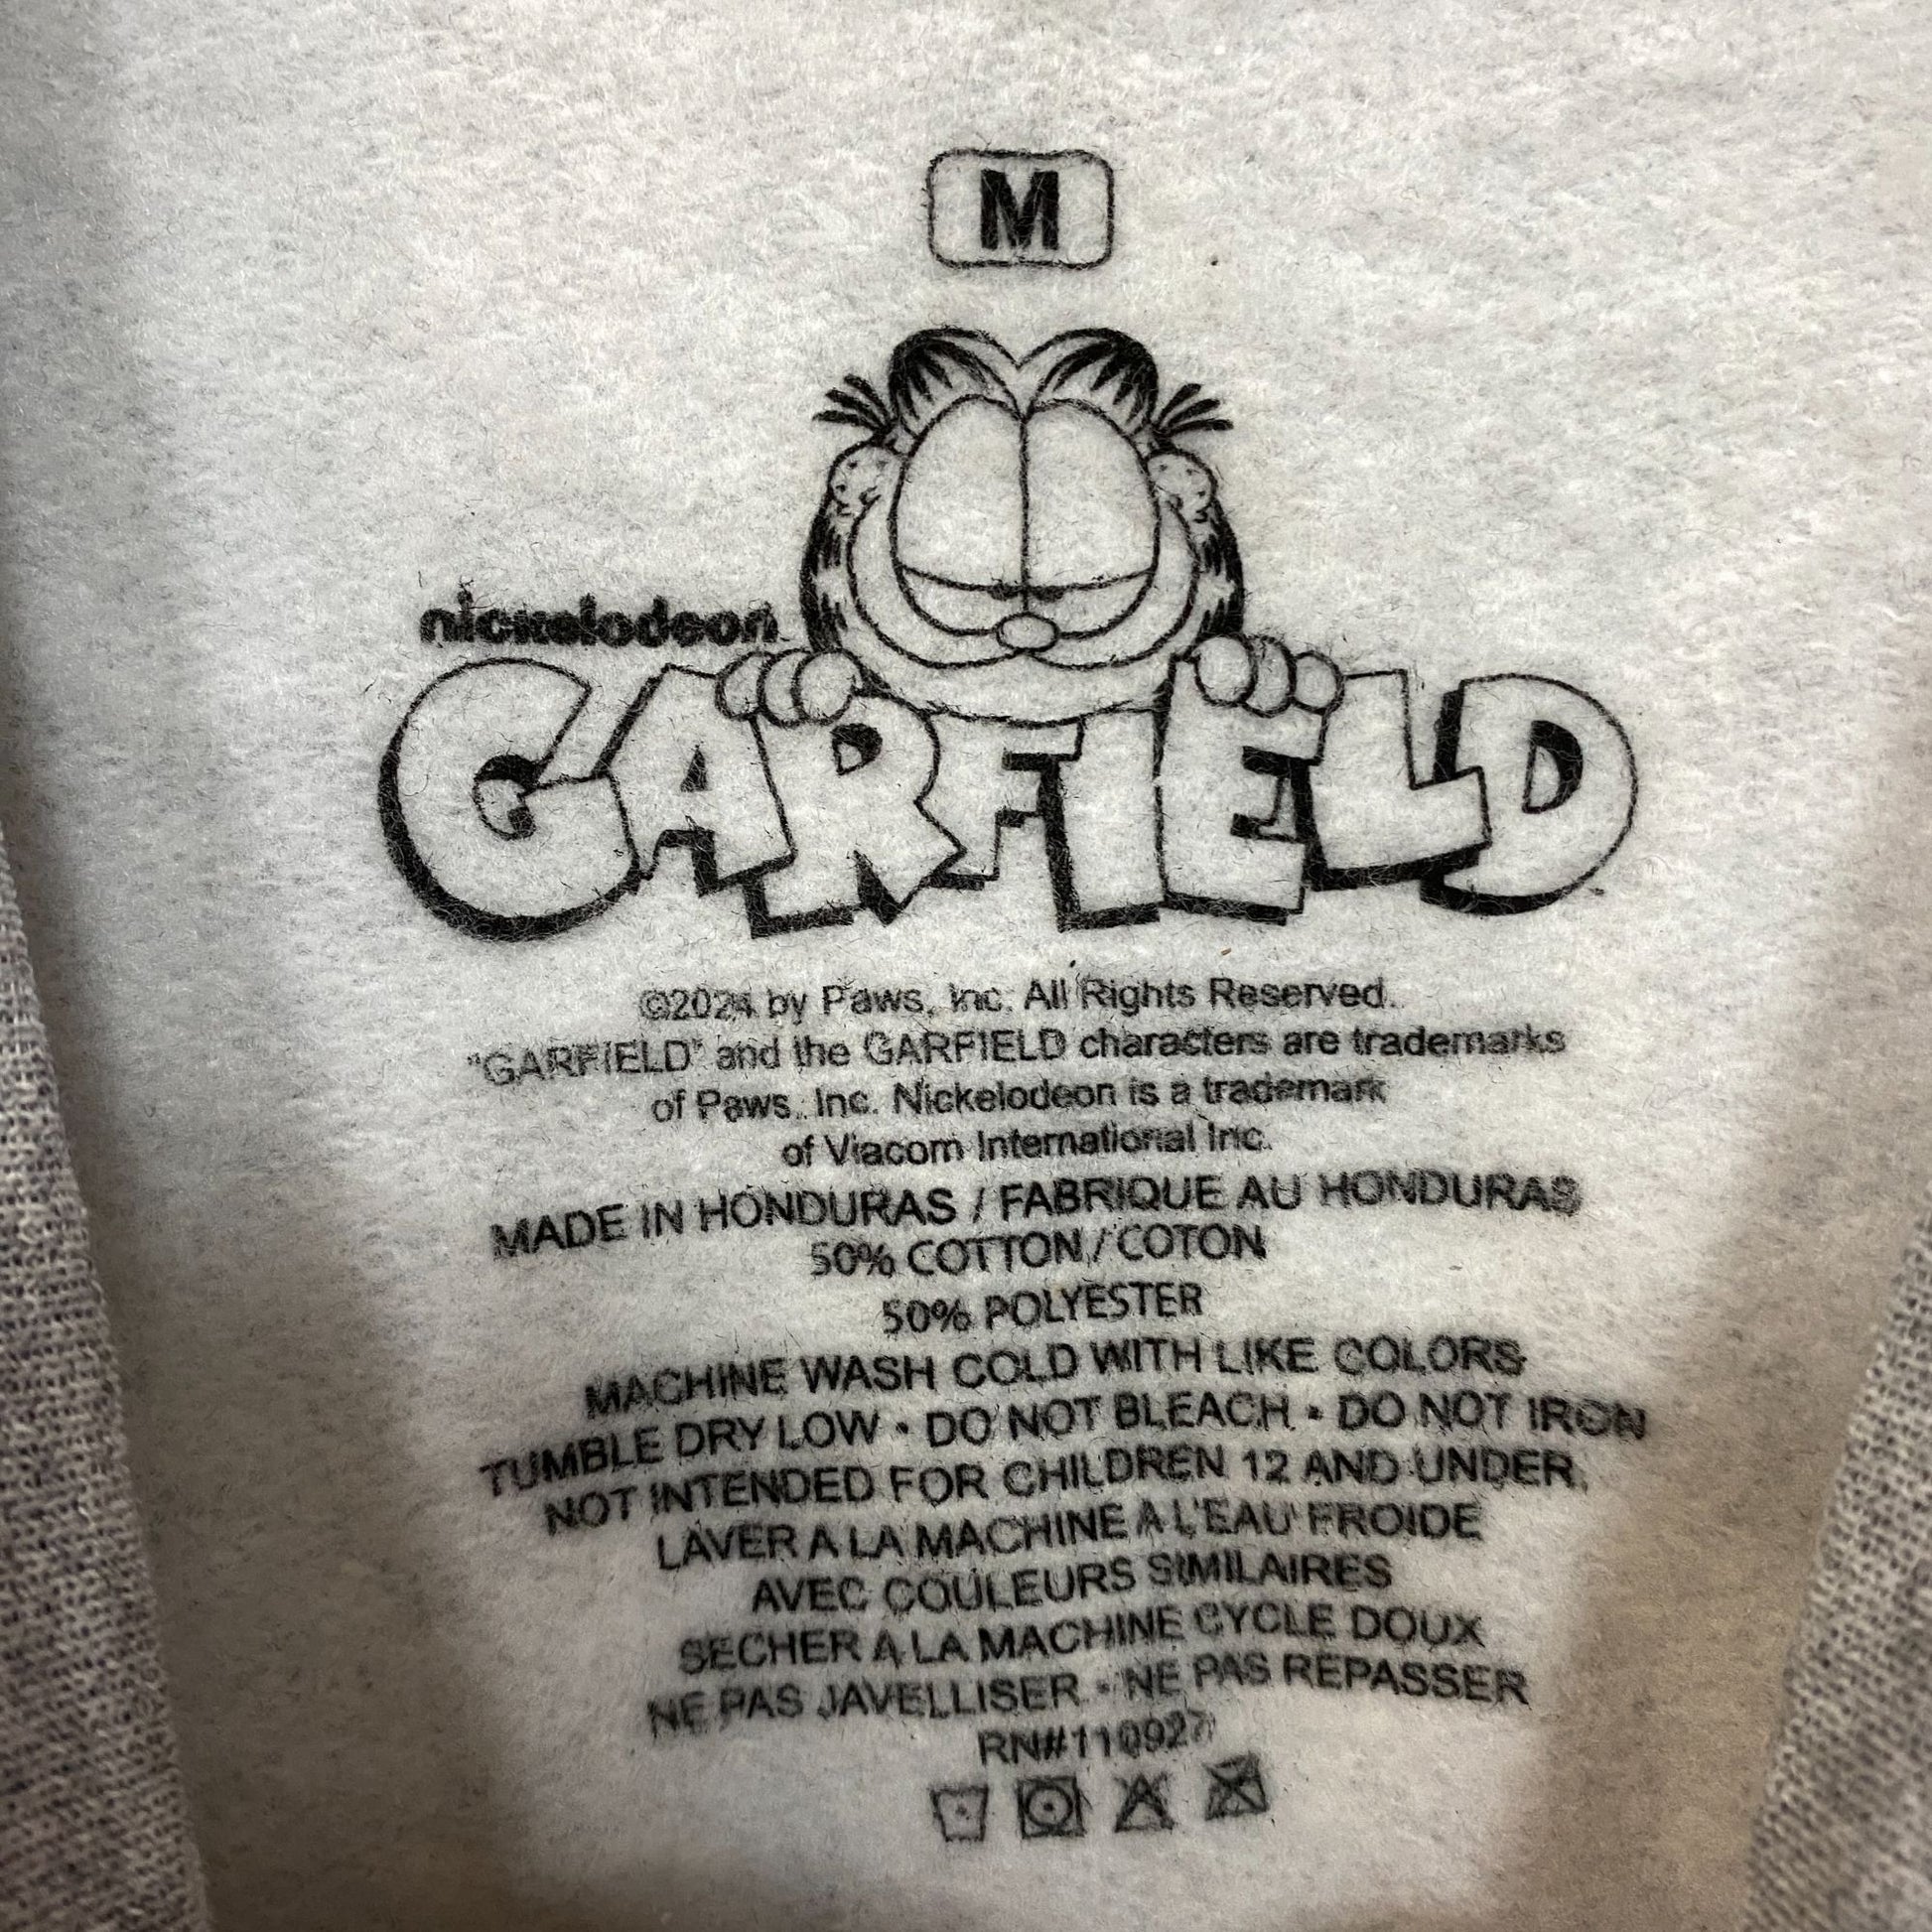 M
nickelodeon
GARFIELD
©2024 by Paws, Inc. All Rights Reserved.
"GARFIELD" and the GARFIELD characters are trademarks
of Paws, Inc. Nickelodeon is a trademark
of Viacom International Inc.
MADE IN HONDURAS / FABRIQUE AU HONDURAS
50% COTTON / COTON
50% POLYESTER
MACHINE WASH COLD WITH LIKE COLORS
TUMBLE DRY LOW • DO NOT BLEACH • DO NOT IRON
NOT INTENDED FOR CHILDREN 12 AND UNDER.
LAVER A LA MACHINE A L'EAU FROIDE
AVEC COULEURS SIMILAIRES
SECHER A LA MACHINE CYCLE DOUX
NE PAS JAVELLISER • NE PAS REPASSER
RN#110927